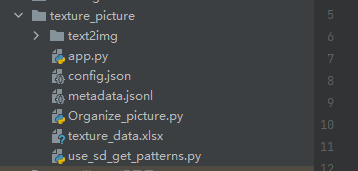 texture_picture
5
text2img
6
app.py
7
config.json
8
metadata.jsonl
9
Organize_picture.py
10
texture_data.xlsx
11
use_sd_get_patterns.py
12